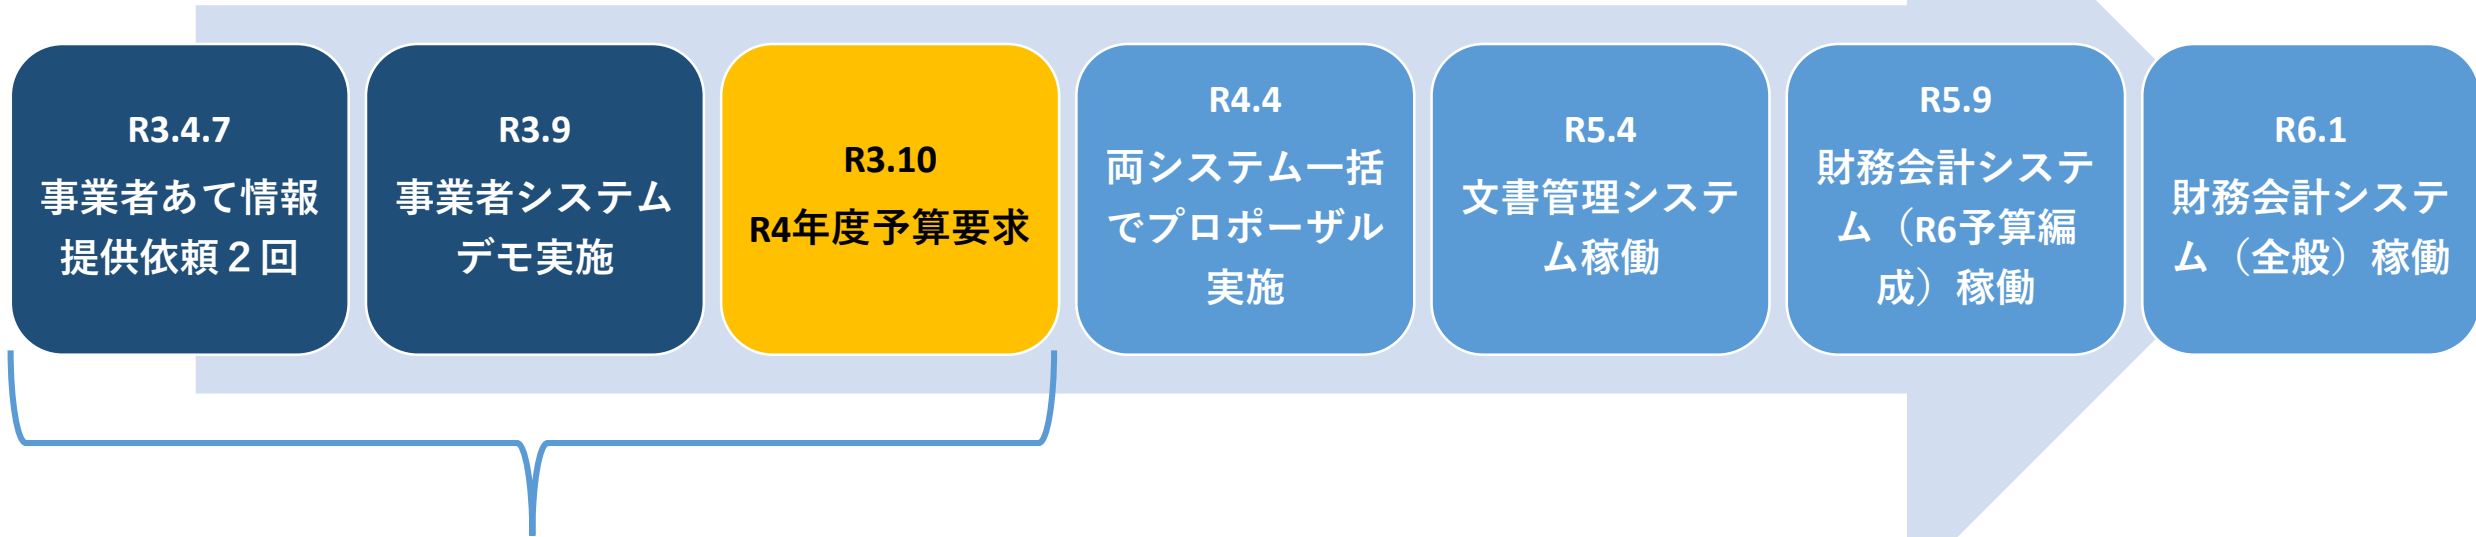 R3.4.7
事業者あて情報
提供依頼２回
R3.9
事業者システム
デモ実施
R3.10
R4年度予算要求
R4.4
両システム一括
でプロポーザル
実施
R5.4
文書管理システ
ム稼働
R5.9
財務会計システ
ム（R6予算編
成）稼働
R6.1
財務会計システ
ム（全般）稼働